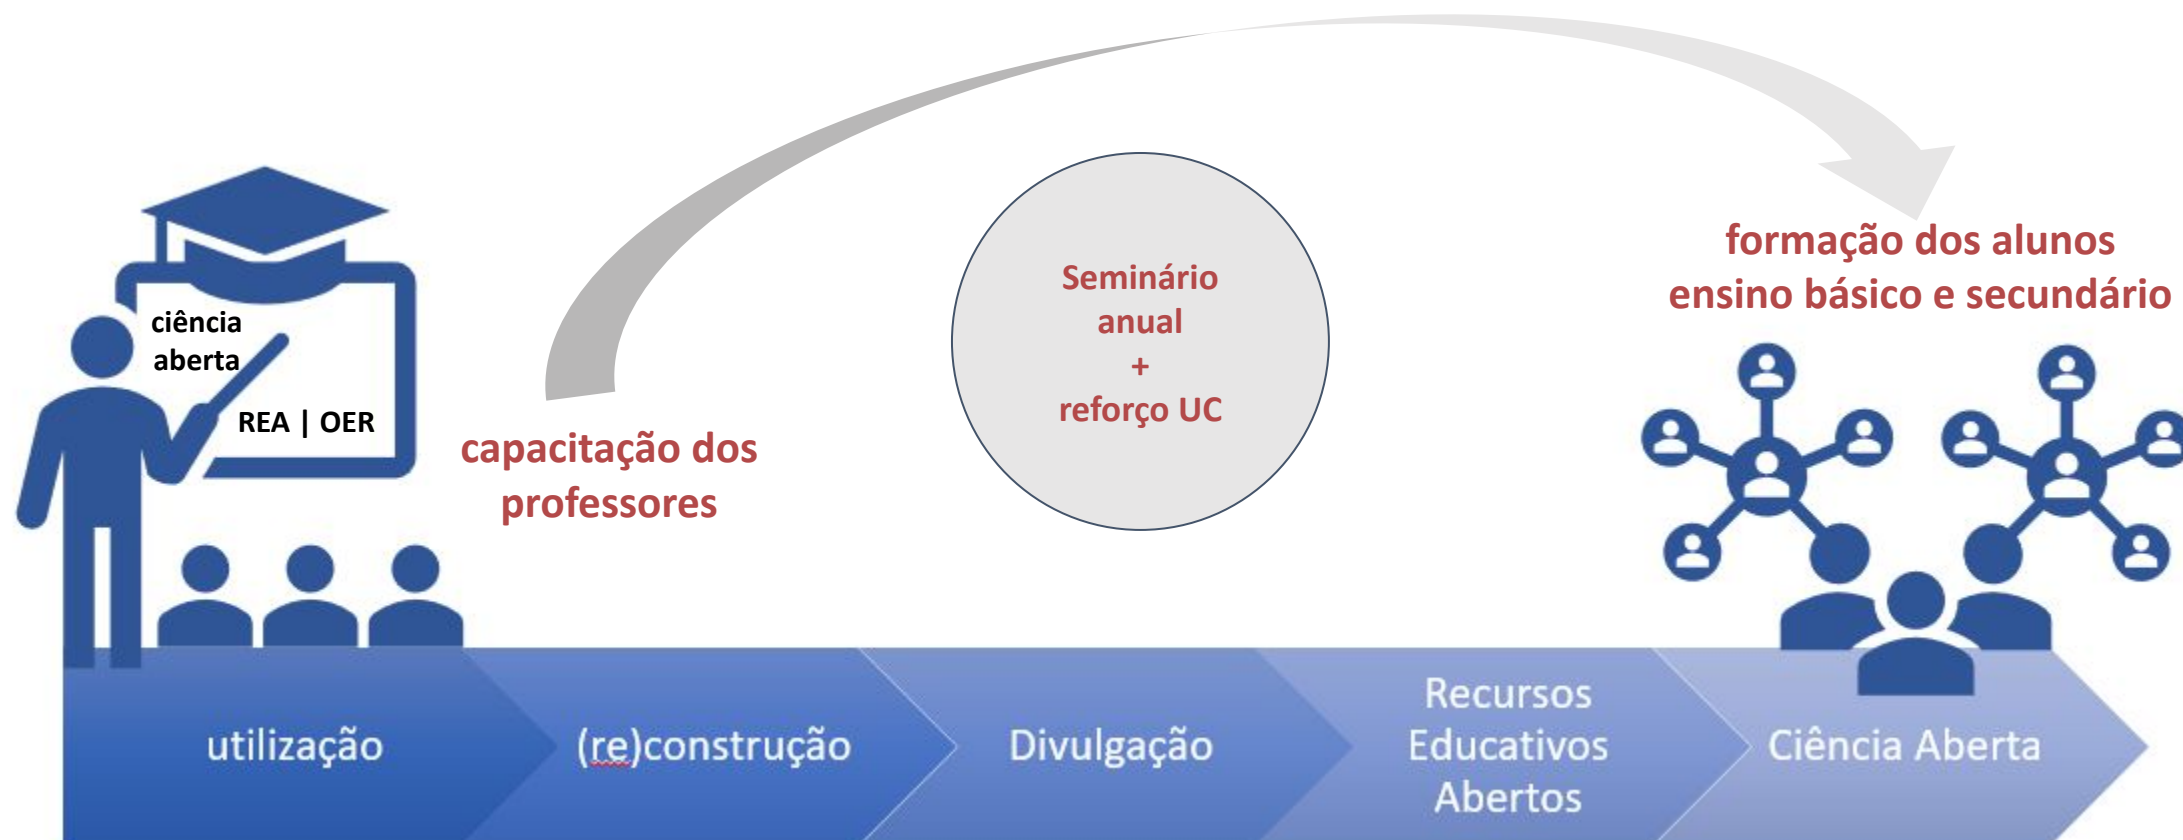 ciência
aberta
REA | OER
capacitação dos
professores
Seminário
anual
+
reforço UC
formação dos alunos
ensino básico e secundário
utilização
(re)construção
Divulgação
Recursos
Educativos
Abertos
Ciência Aberta